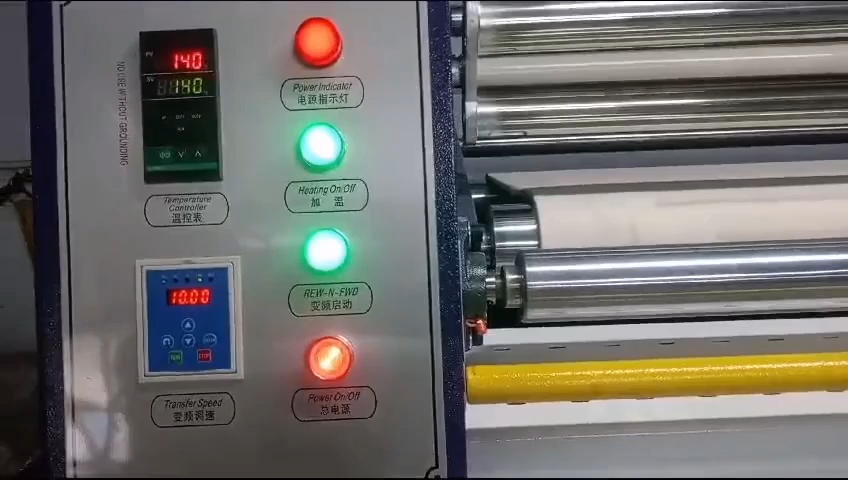 NO USE WITHOUT GROUNDING
PV
140
SV
140
Temperature
Controller
温控表
10.00
RUN
STOP
Transfer Speed
变频调速
Power Indicator
电源指示灯
Heating On/Off
加 温
REW-N-FWD
变频启动
Power On/Off
总电源